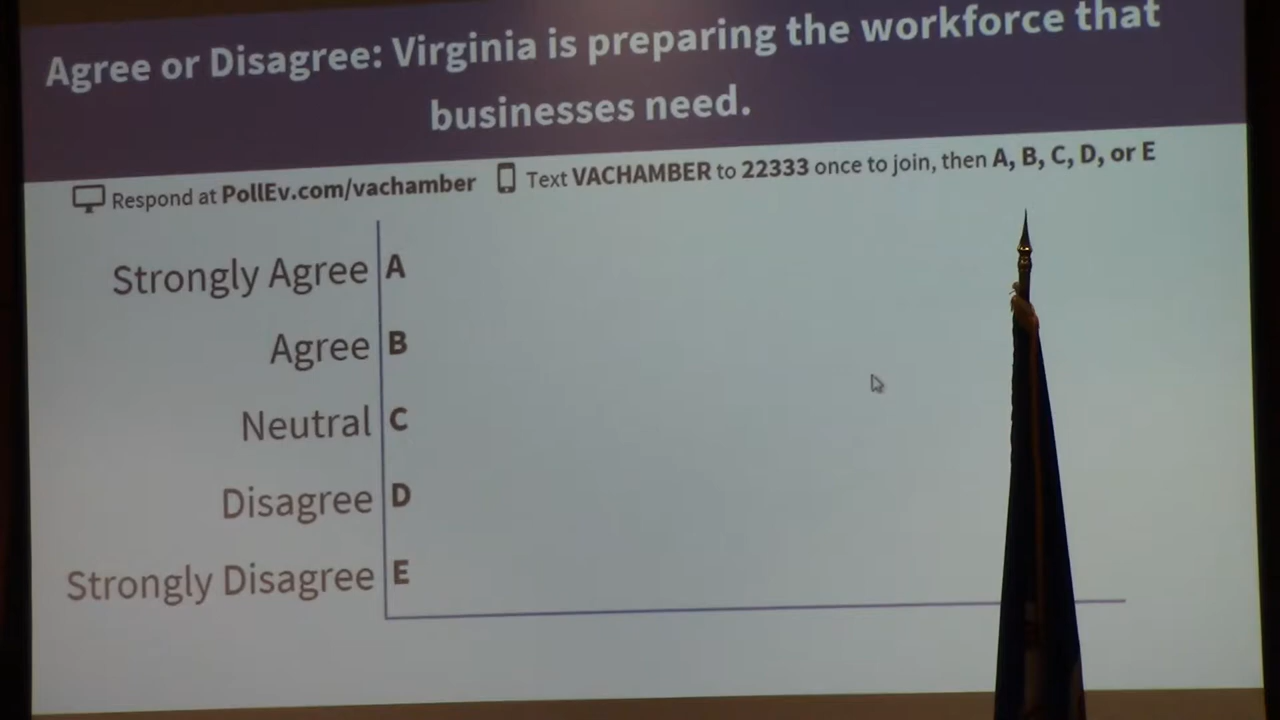 Agree or Disagree: Virginia is preparing the workforce that
businesses need.
Respond at PollEv.com/vachamber Text VACHAMBER to 22333 once to join, then A, B, C, D, or E
Strongly Agree A
Agree B
Neutral C
Disagree D
Strongly Disagree E